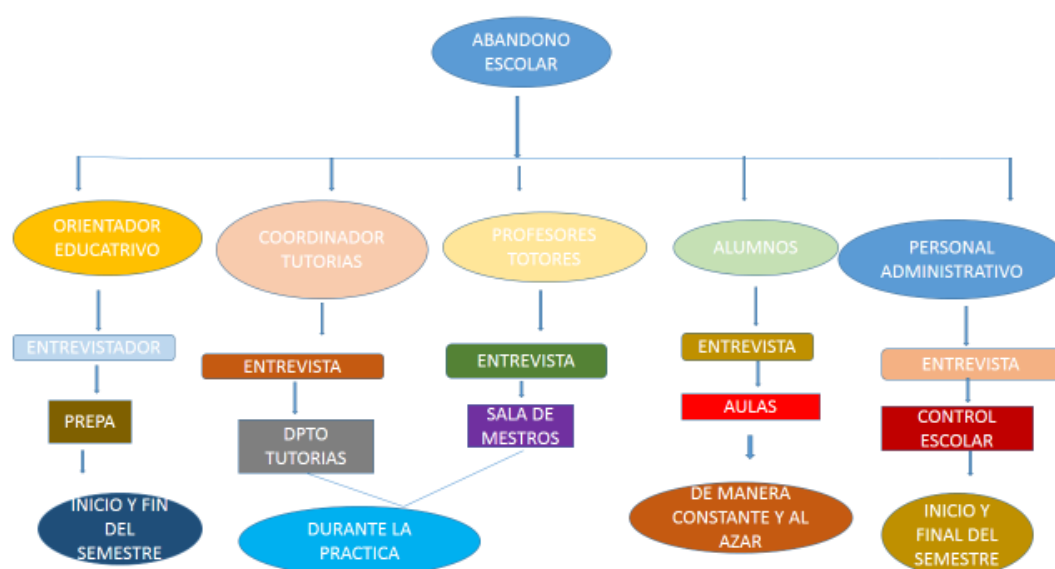 ABANDONO
ESCOLAR
ORIENTADOR
EDUCATRIVO
COORDINADOR
TUTORIAS
PROFESORES
TOTORES
ALUMNOS
PERSONAL
ADMINISTRATIVO
ENTREVISTADOR
ENTREVISTA
ENTREVISTA
ENTREVISTA
ENTREVISTA
PREPA
DPTO
TUTORIAS
SALA DE
MESTROS
AULAS
CONTROL
ESCOLAR
INICIO Y FIN
DEL
SEMESTRE
DURANTE LA
PRACTICA
DE MANERA
CONSTANTE Y AL
AZAR
INICIO Y
FINAL DEL
SEMESTRE